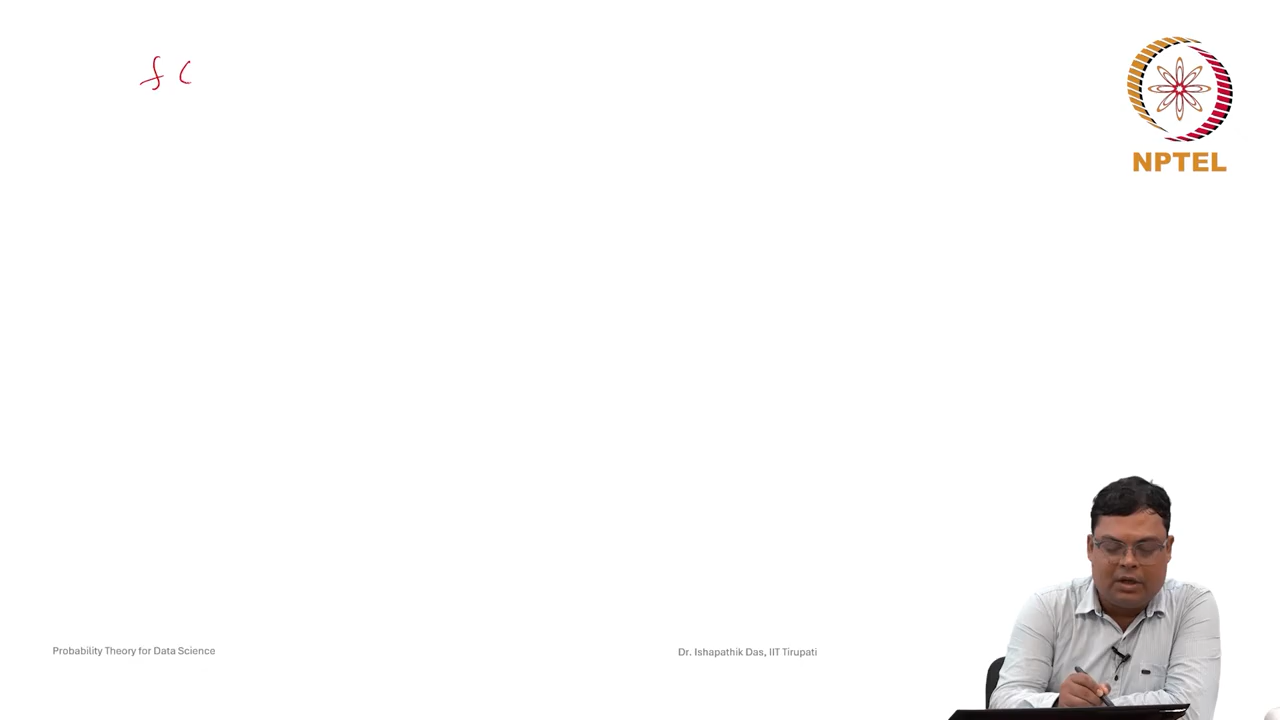 f (
NPTEL
Probability Theory for Data Science
Dr. Ishapathik Das, IIT Tirupati